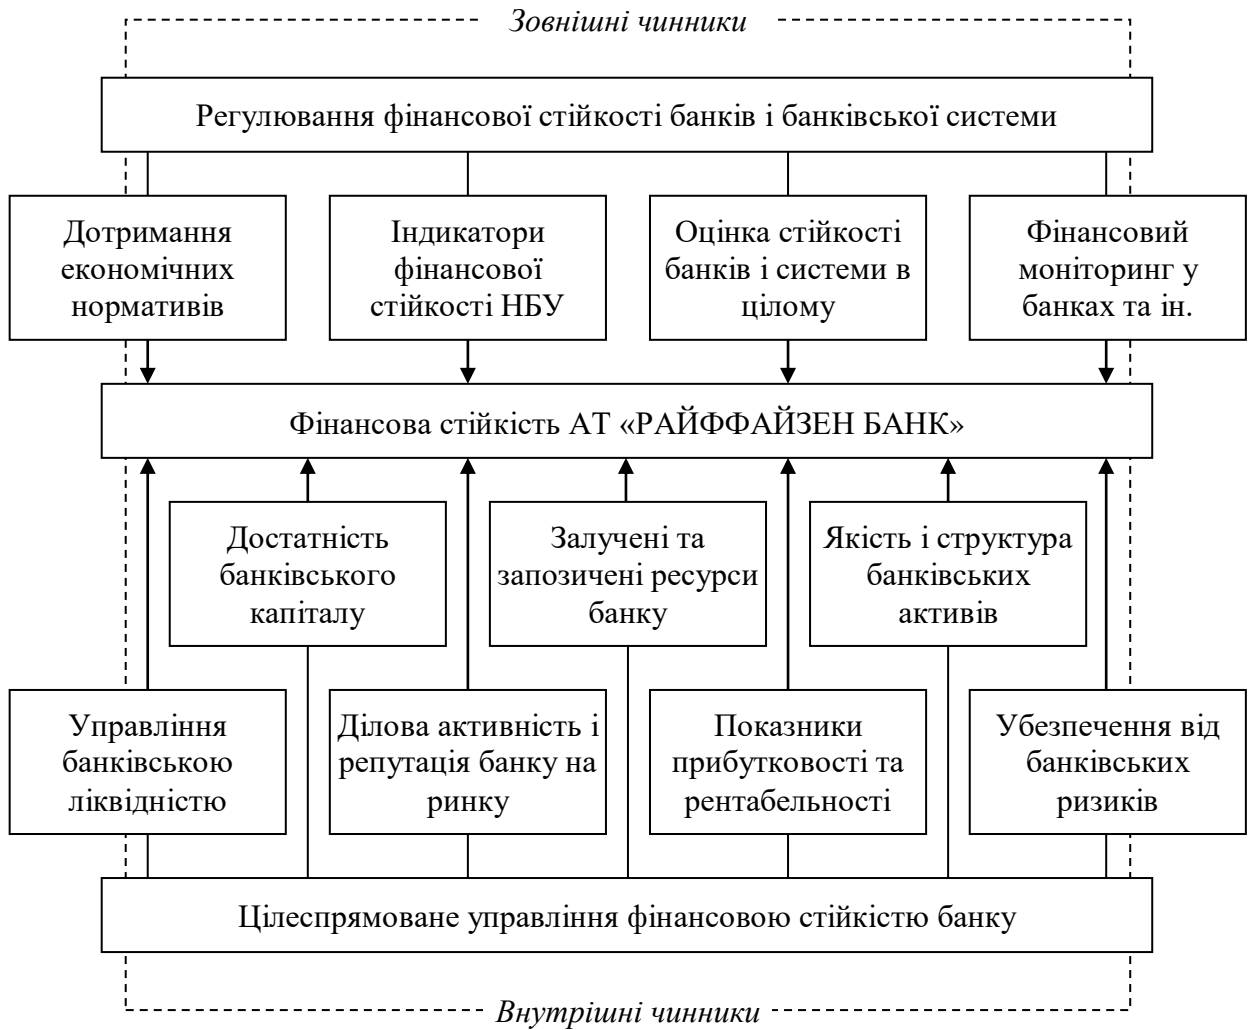 Зовнішні чинники
Регулювання фінансової стійкості банків і банківської системи
Дотримання
економічних
нормативів
Індикатори
фінансової
стійкості НБУ
Оцінка стійкості
банків і системи в
цілому
Фінансовий
моніторинг у
банках та ін.
Фінансова стійкість АТ «РАЙФФАЙЗЕН БАНК»
Достатність
банківського
капіталу
Залучені та
запозичені ресурси
банку
Якість і структура
банківських
активів
Управління
банківською
ліквідністю
Ділова активність і
репутація банку на
ринку
Показники
прибутковості та
рентабельності
Убезпечення від
банківських
ризиків
Цілеспрямоване управління фінансовою стійкістю банку
Внутрішні чинники